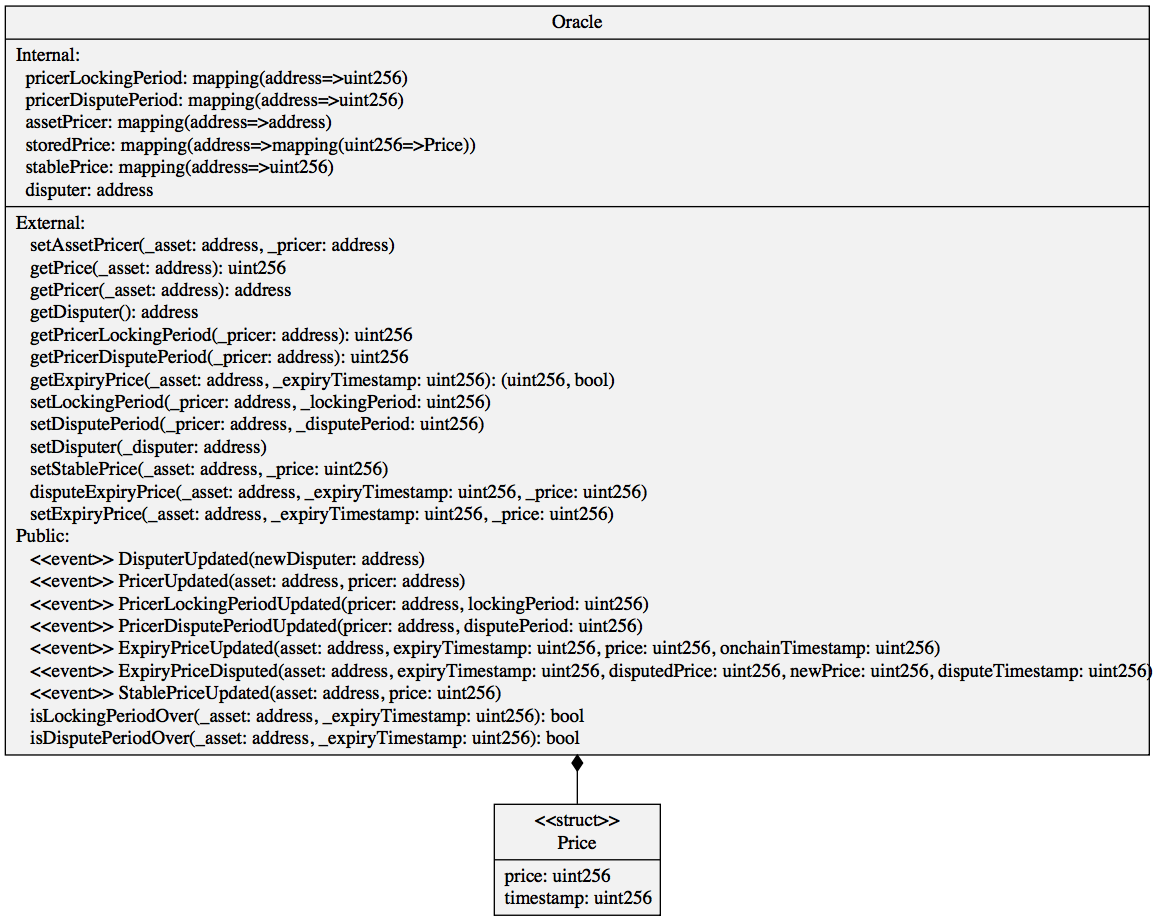 Oracle
Internal:
pricerLockingPeriod: mapping(address=>uint256)
pricerDisputePeriod: mapping(address=>uint256)
assetPricer: mapping(address=>address)
storedPrice: mapping(address=>mapping(uint256=>Price))
stablePrice: mapping(address=>uint256)
disputer: address
External:
setAssetPricer(_asset: address, _pricer: address)
getPrice(_asset: address): uint256
getPricer(_asset: address): address
getDisputer(): address
getPricerLockingPeriod(_pricer: address): uint256
getPricerDisputePeriod(_pricer: address): uint256
getExpiryPrice(_asset: address, _expiryTimestamp: uint256): (uint256, bool)
setLockingPeriod(_pricer: address, _lockingPeriod: uint256)
setDisputePeriod(_pricer: address, _disputePeriod: uint256)
setDisputer(_disputer: address)
setStablePrice(_asset: address, _price: uint256)
disputeExpiryPrice(_asset: address, _expiryTimestamp: uint256, _price: uint256)
setExpiryPrice(_asset: address, _expiryTimestamp: uint256, _price: uint256)
Public:
<<event>> DisputerUpdated(newDisputer: address)
<<event>> PricerUpdated(asset: address, pricer: address)
<<event>> PricerLockingPeriodUpdated(pricer: address, lockingPeriod: uint256)
<<event>> PricerDisputePeriodUpdated(pricer: address, disputePeriod: uint256)
<<event>> ExpiryPriceUpdated(asset: address, expiryTimestamp: uint256, price: uint256, onchainTimestamp: uint256)
<<event>> ExpiryPriceDisputed(asset: address, expiryTimestamp: uint256, disputedPrice: uint256, newPrice: uint256, disputeTimestamp: uint256)
<<event>> StablePriceUpdated(asset: address, price: uint256)
isLockingPeriodOver(_asset: address, _expiryTimestamp: uint256): bool
isDisputePeriodOver(_asset: address, _expiryTimestamp: uint256): bool
<<struct>>
Price
price: uint256
timestamp: uint256